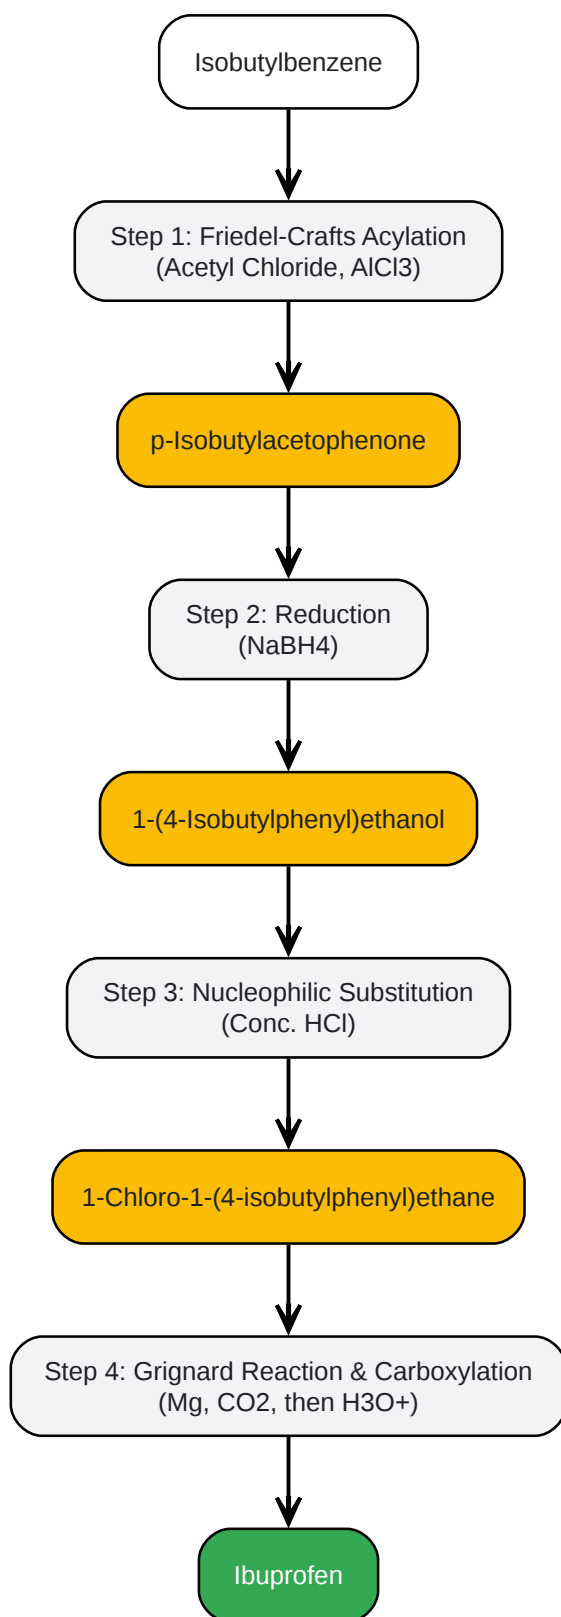 Isobutylbenzene
Step 1: Friedel-Crafts Acylation
(Acetyl Chloride, AlCl3)
p-Isobutylacetophenone
Step 2: Reduction
(NaBH4)
1-(4-Isobutylphenyl)ethanol
Step 3: Nucleophilic Substitution
(Conc. HCl)
1-Chloro-1-(4-isobutylphenyl)ethane
Step 4: Grignard Reaction & Carboxylation
(Mg, CO2, then H3O+)
Ibuprofen